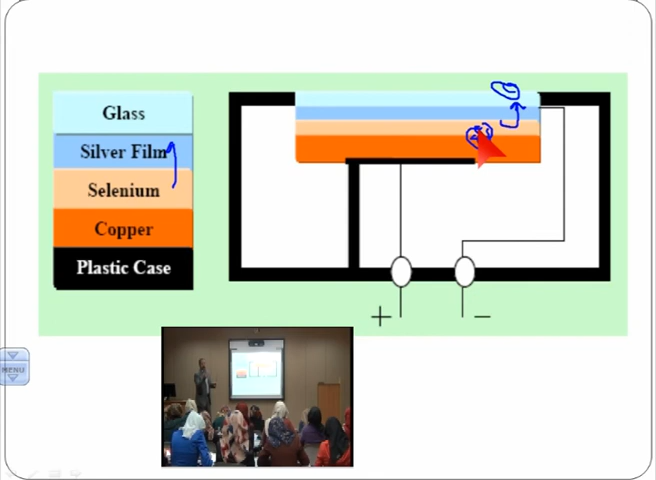 Glass
Silver Film
Selenium
Copper
Plastic Case
+ −
MENU